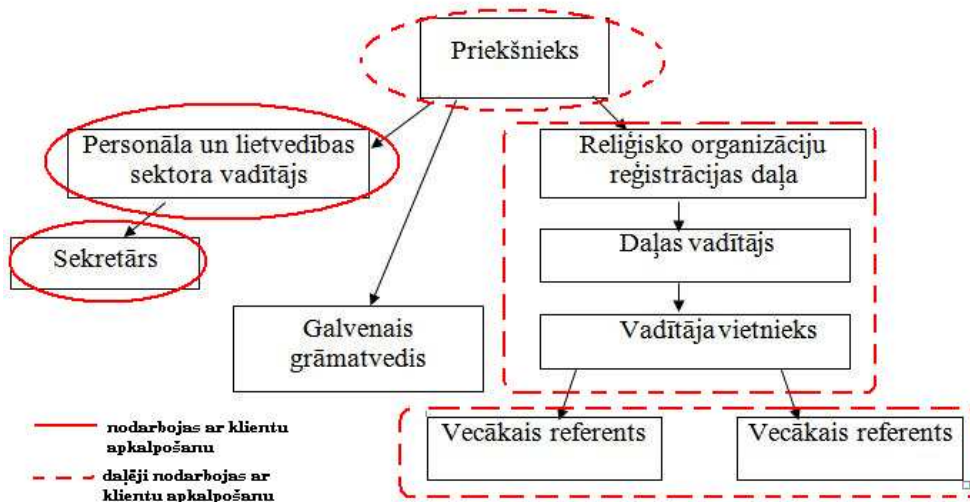 Priekšnieks
Personāla un lietvedības
sektora vadītājs
Reliģisko organizāciju
reģistrācijas daļa
Sekretārs
Daļas vadītājs
Galvenais
grāmatvedis
Vadītāja vietnieks
Vecākais referents
Vecākais referents
nodarbojas ar klientu
apkalpošanu
daļēji nodarbojas ar
klientu apkalpošanu